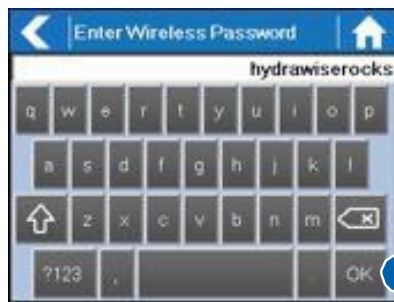 Enter Wireless Password
hydrawiserocks
q w e r t y u i o p
a s d f g h j k l
z x c v b n m
?123 , . OK